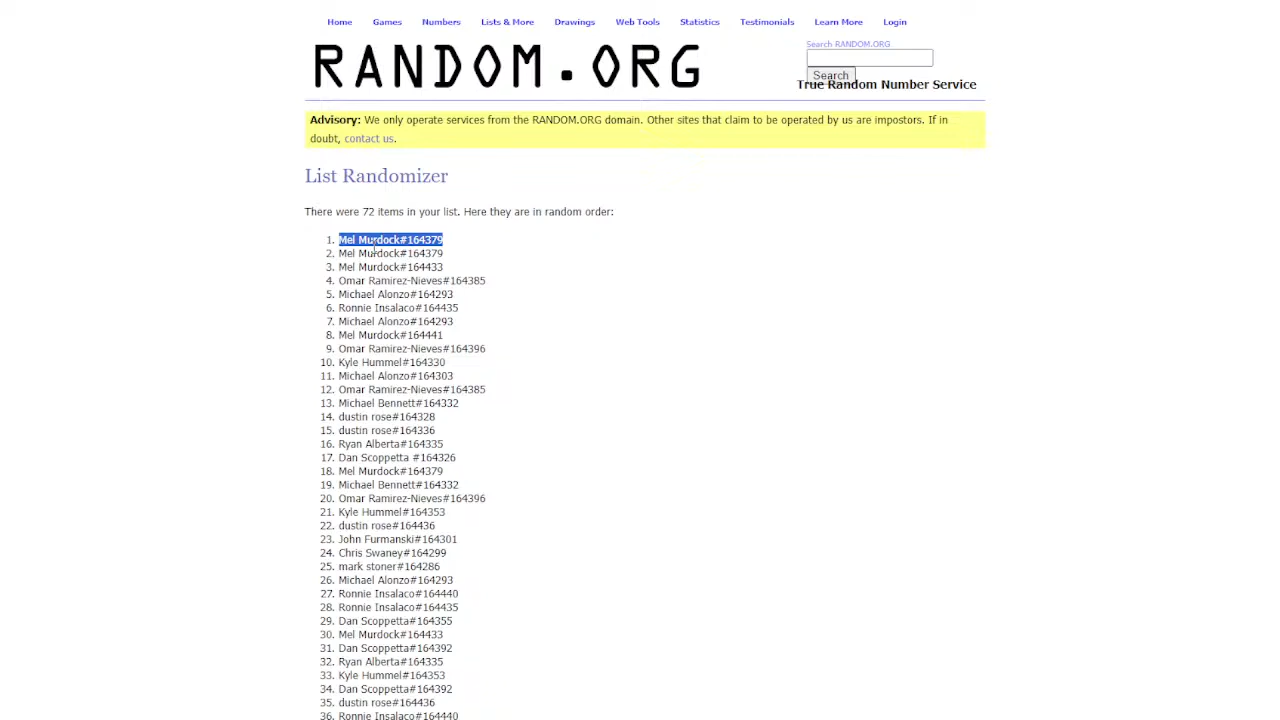 Home Games Numbers Lists & More Drawings Web Tools Statistics Testimonials Learn More Login
RANDOM.ORG
Search RANDOM.ORG
Search
True Random Number Service
Advisory: We only operate services from the RANDOM.ORG domain. Other sites that claim to be operated by us are impostors. If in
doubt, contact us.
List Randomizer
There were 72 items in your list. Here they are in random order:
1. Mel Murdock#164379
2. Mel Murdock#164379
3. Mel Murdock#164433
4. Omar Ramirez-Nieves#164385
5. Michael Alonzo#164293
6. Ronnie Insalaco#164435
7. Michael Alonzo#164293
8. Mel Murdock#164441
9. Omar Ramirez-Nieves#164396
10. Kyle Hummel#164330
11. Michael Alonzo#164303
12. Omar Ramirez-Nieves#164385
13. Michael Bennett#164332
14. dustin rose#164328
15. dustin rose#164336
16. Ryan Alberta#164335
17. Dan Scoppetta #164326
18. Mel Murdock#164379
19. Michael Bennett#164332
20. Omar Ramirez-Nieves#164396
21. Kyle Hummel#164353
22. dustin rose#164436
23. John Furmanski#164301
24. Chris Swaney#164299
25. mark stoner#164286
26. Michael Alonzo#164293
27. Ronnie Insalaco#164440
28. Ronnie Insalaco#164435
29. Dan Scoppetta#164355
30. Mel Murdock#164433
31. Dan Scoppetta#164392
32. Ryan Alberta#164335
33. Kyle Hummel#164353
34. Dan Scoppetta#164392
35. dustin rose#164436
36. Ronnie Insalaco#164440